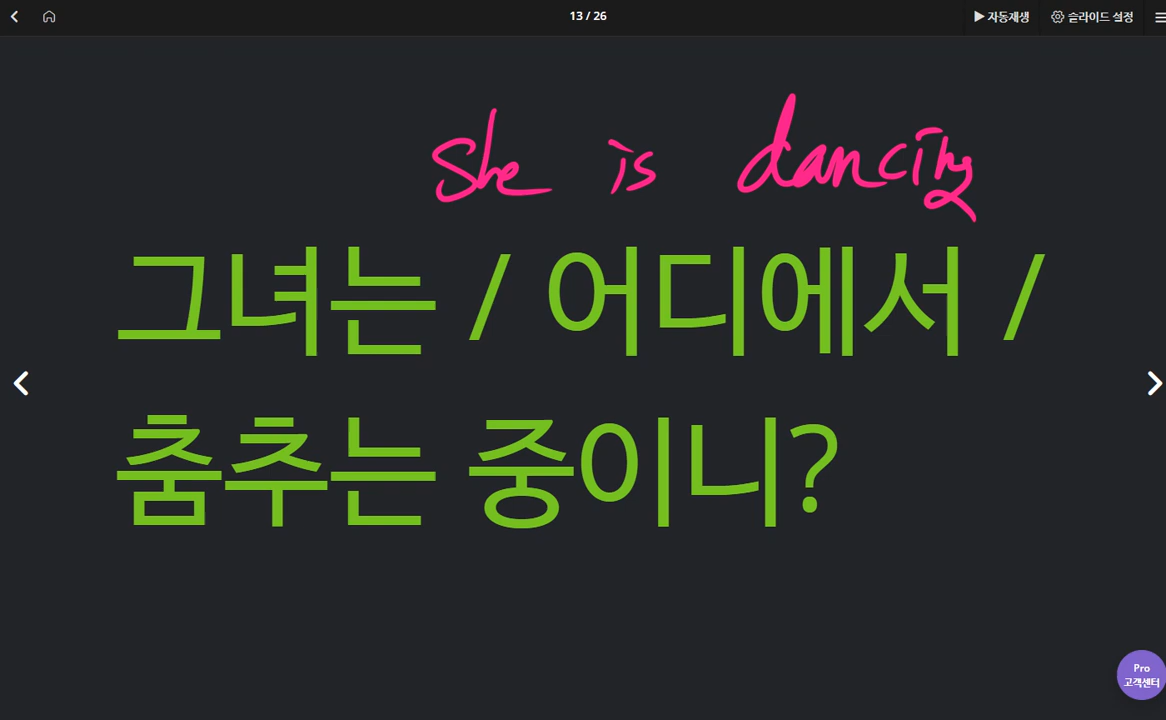 13 / 26
자동재생
슬라이드 설정
She is dancing
그녀는 / 어디에서 /
춤추는 중이니?
Pro
고객센터